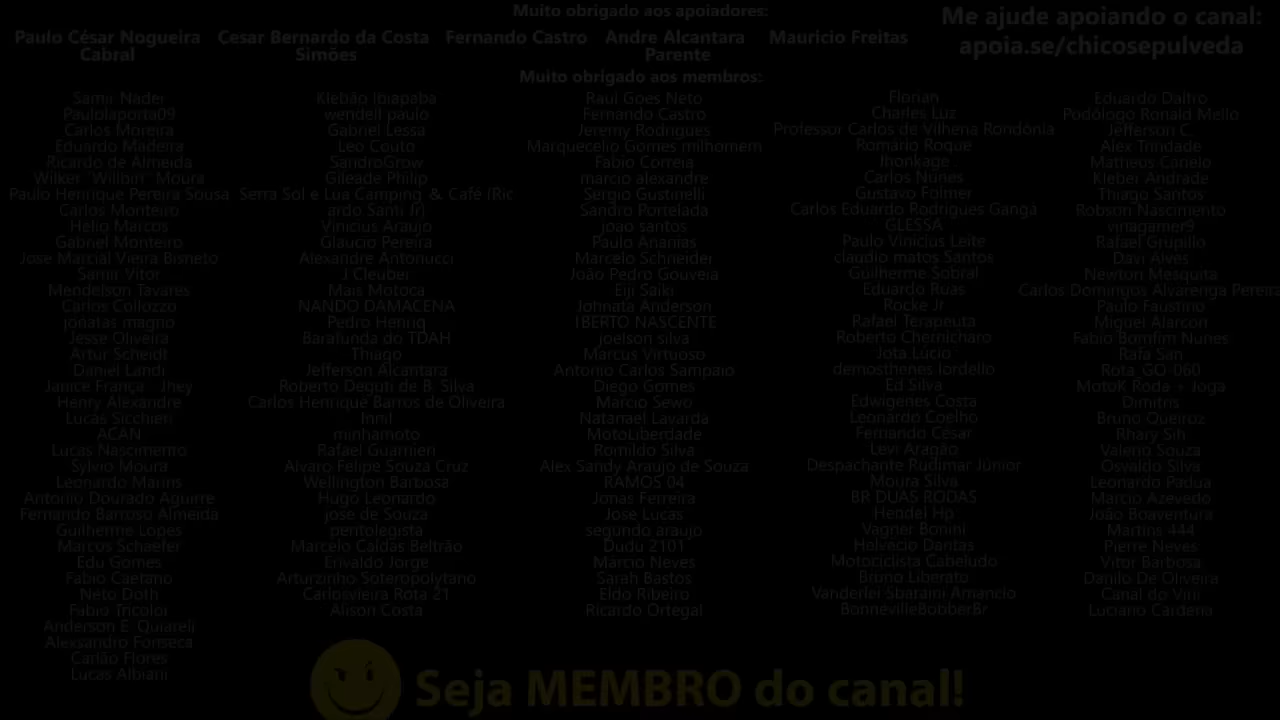 Muito obrigado aos apoiadores:
Me ajude apoiando o canal:
apoia.se/chicosepulveda
Paulo César Nogueira Cabral
Cesar Bernardo da Costa Simões
Fernando Castro
Andre Alcantara Parente
Mauricio Freitas
Muito obrigado aos membros:
Samir Nader
Paulolaporta09
Carlos Moreira
Eduardo Madeira
Ricardo de Almeida
Wilker "Willbir" Moura
Paulo Henrique Pereira Sousa
Carlos Monteiro
Helio Marcos
Gabriel Monteiro
Jose Marcial Vieira Bisneto
Samir Vitor
Mendelson Tavares
Carlos Collozzo
jonatas magno
Jesse Oliveira
Artur Scheidt
Daniel Landi
Janice França - Jhey
Henry Alexandre
Lucas Sicchieri
ACAN
Lucas Nascimento
Sylvio Moura
Leonardo Marins
Antonio Dourado Aguirre
Fernando Barroso Almeida
Guilherme Lopes
Marcos Schaefer
Edu Gomes
Fabio Caetano
Neto Doth
Fabio Tricolor
Anderson E. Quiareli
Alexsandro Fonseca
Carlão Flores
Lucas Albiani
Klebão Ibiapaba
wendell paulo
Gabriel Lessa
Leo Couto
SandroGrow
Gileade Philip
Serra Sol e Lua Camping & Café (Ric
ardo Santi Jr)
Vinicius Araujo
Glaucio Pereira
Alexandre Antonucci
J Cleuber
Mais Motoca
NANDO DAMACENA
Pedro Henriq
Barafunda do TDAH
Thiago
Jefferson Alcantara
Roberto Deguti de B. Silva
Carlos Henrique Barros de Oliveira
minhamoto
Rafael Guarnieri
Alvaro Felipe Souza Cruz
Wellington Barbosa
Hugo Leonardo
jose de Souza
pentolegista
Marcelo Caldas Beltrão
Erivaldo Jorge
Arturzinho Soteropolytano
Carlosvieira Rota 21
Alison Costa
Raul Goes Neto
Fernando Castro
Jeremy Rodrigues
Marquecelio Gomes milhomem
Fabio Correia
marcio alexandre
Sergio Gustinelli
Sandro Portelada
joao santos
Paulo Ananias
Marcelo Schneider
João Pedro Gouveia
Eiji Saiki
Johnata Anderson
IBERTO NASCENTE
joelson silva
Marcus Virtuoso
Antonio Carlos Sampaio
Diego Gomes
Marcio Sewo
Natanael Lavarda
MotoLiberdade
Romildo Silva
Alex Sandy Araujo de Souza
RAMOS 04
Jonas Ferreira
Jose Lucas
segundo araujo
Dudu 2101
Marcio Neves
Sarah Bastos
Eldo Ribeiro
Ricardo Ortegal
Florian
Charles Luz
Professor Carlos de Vilhena Rondônia
Romario Roque
Jhonkage .
Carlos Nunes
Gustavo Folmer
Carlos Eduardo Rodrigues Ganga
GLESSA
Paulo Vinicius Leite
claudio matos Santos
Guilherme Sobral
Eduardo Ruas
Rocke Jr
Rafael Terapeuta
Roberto Chernicharo
Jota Lúcio
demosthenes lordello
Ed Silva
Edwigenes Costa
Leonardo Coelho
Fernando César
Levi Aragão
Despachante Rudimar Júnior
Moura Silva
BR DUAS RODAS
Hendel Hp
Vagner Bonini
Helvecio Dantas
Motociclista Cabeludo
Bruno Liberato
Vanderlei Sbaraini Amancio
BonnevilleBobberBr
Eduardo Daltro
Podólogo Ronald Mello
Jefferson C.
Alex Trindade
Matheus Canelo
Kleber Andrade
Thiago Santos
Robson Nascimento
vinagamer9
Rafael Grupillo
Davi Alves
Newton Mesquita
Carlos Domingos Alvarenga Pereira
Paulo Faustino
Miguel Alarcon
Fabio Bomfim Nunes
Rafa San
Rota_GO-060
MotoK Roda + Joga
Dimitris
Bruno Queiroz
Rhary Sih
Valerio Souza
Osvaldo Silva
Leonardo Padua
Marcio Azevedo
João Boaventura
Martins 444
Pierre Neves
Vitor Barbosa
Danilo De Oliveira
Canal do Vini
Luciano Cardena
Seja MEMBRO do canal!